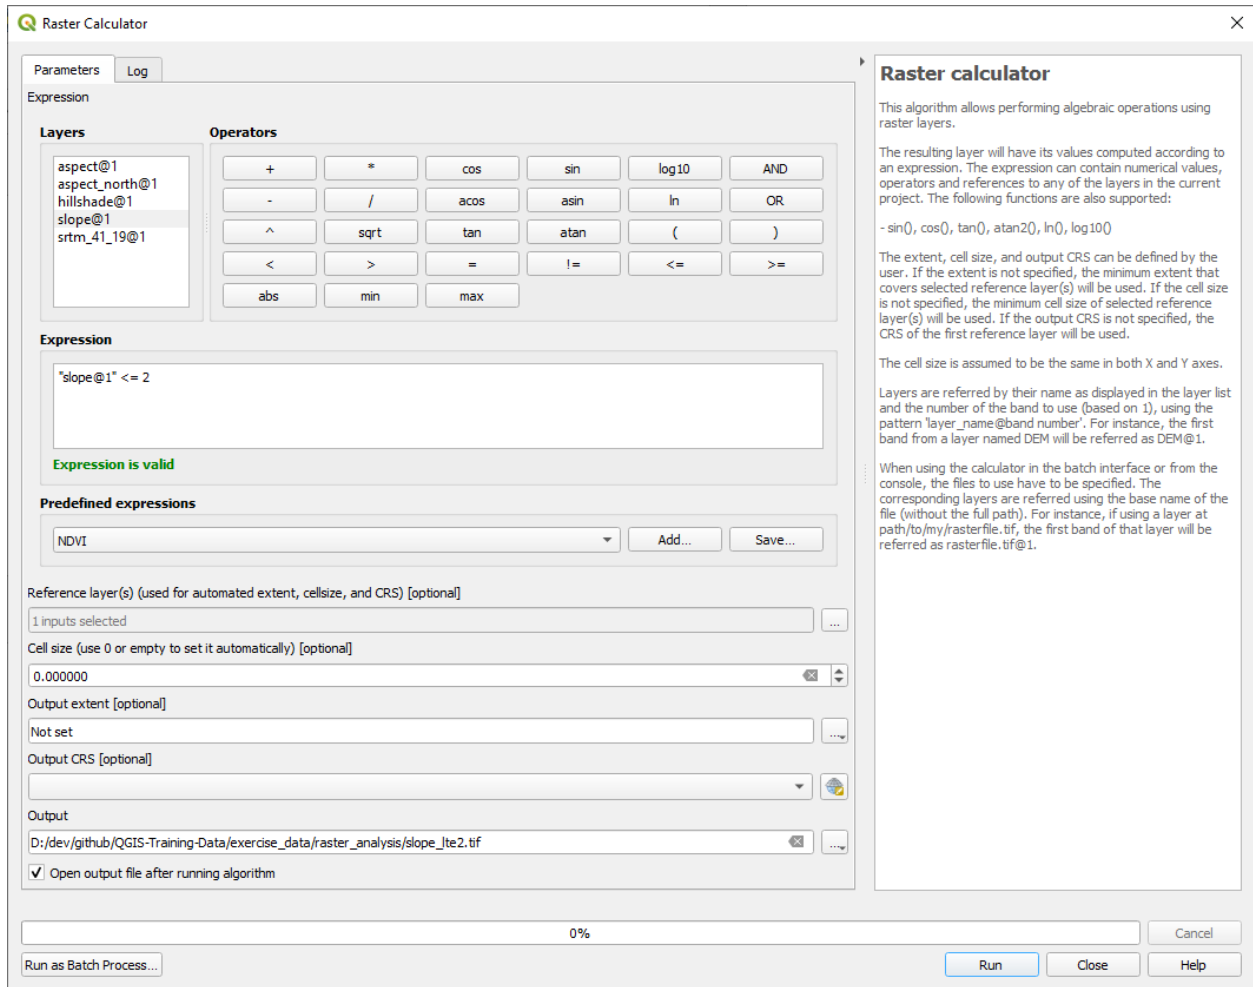 Raster Calculator
Parameters
Log
Expression
Layers
Operators
aspect@1
aspect_north@1
hillshade@1
slope@1
srtm_41_19@1
+ * cos sin log10 AND
- / acos asin ln OR
^ sqrt tan atan ( )
< > = != <= >=
abs min max
Expression
"slope@1" <= 2
Expression is valid
Predefined expressions
NDVI
Add...
Save...
Reference layer(s) (used for automated extent, cellsize, and CRS) [optional]
1 inputs selected
...
Cell size (use 0 or empty to set it automatically) [optional]
0.000000
Output extent [optional]
Not set
...
Output CRS [optional]
Output
D:/dev/github/QGIS-Training-Data/exercise_data/raster_analysis/slope_lte2.tif
...
Open output file after running algorithm
Raster calculator
This algorithm allows performing algebraic operations using
raster layers.
The resulting layer will have its values computed according to
an expression. The expression can contain numerical values,
operators and references to any of the layers in the current
project. The following functions are also supported:
- sin(), cos(), tan(), atan2(), ln(), log10()
The extent, cell size, and output CRS can be defined by the
user. If the extent is not specified, the minimum extent that
covers selected reference layer(s) will be used. If the cell size
is not specified, the minimum cell size of selected reference
layer(s) will be used. If the output CRS is not specified, the
CRS of the first reference layer will be used.
The cell size is assumed to be the same in both X and Y axes.
Layers are referred by their name as displayed in the layer list
and the number of the band to use (based on 1), using the
pattern 'layer_name@band number'. For instance, the first
band from a layer named DEM will be referred as DEM@1.
When using the calculator in the batch interface or from the
console, the files to use have to be specified. The
corresponding layers are referred using the base name of the
file (without the full path). For instance, if using a layer at
path/to/my/rasterfile.tif, the first band of that layer will be
referred as rasterfile.tif@1.
0%
Cancel
Run as Batch Process...
Run
Close
Help